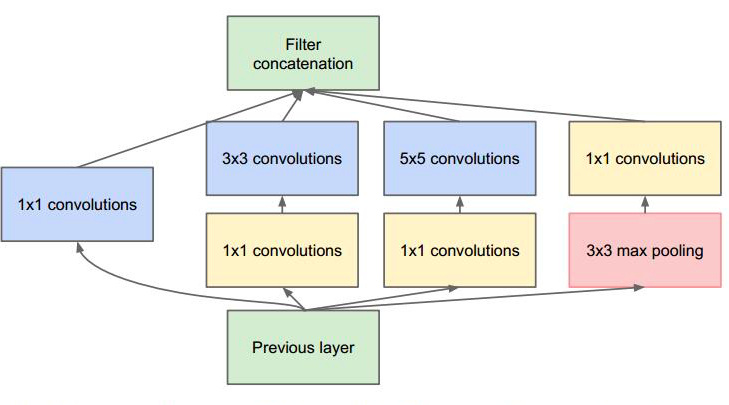 Filter
concatenation
3x3 convolutions
5x5 convolutions
1x1 convolutions
1x1 convolutions
1x1 convolutions
1x1 convolutions
3x3 max pooling
Previous layer